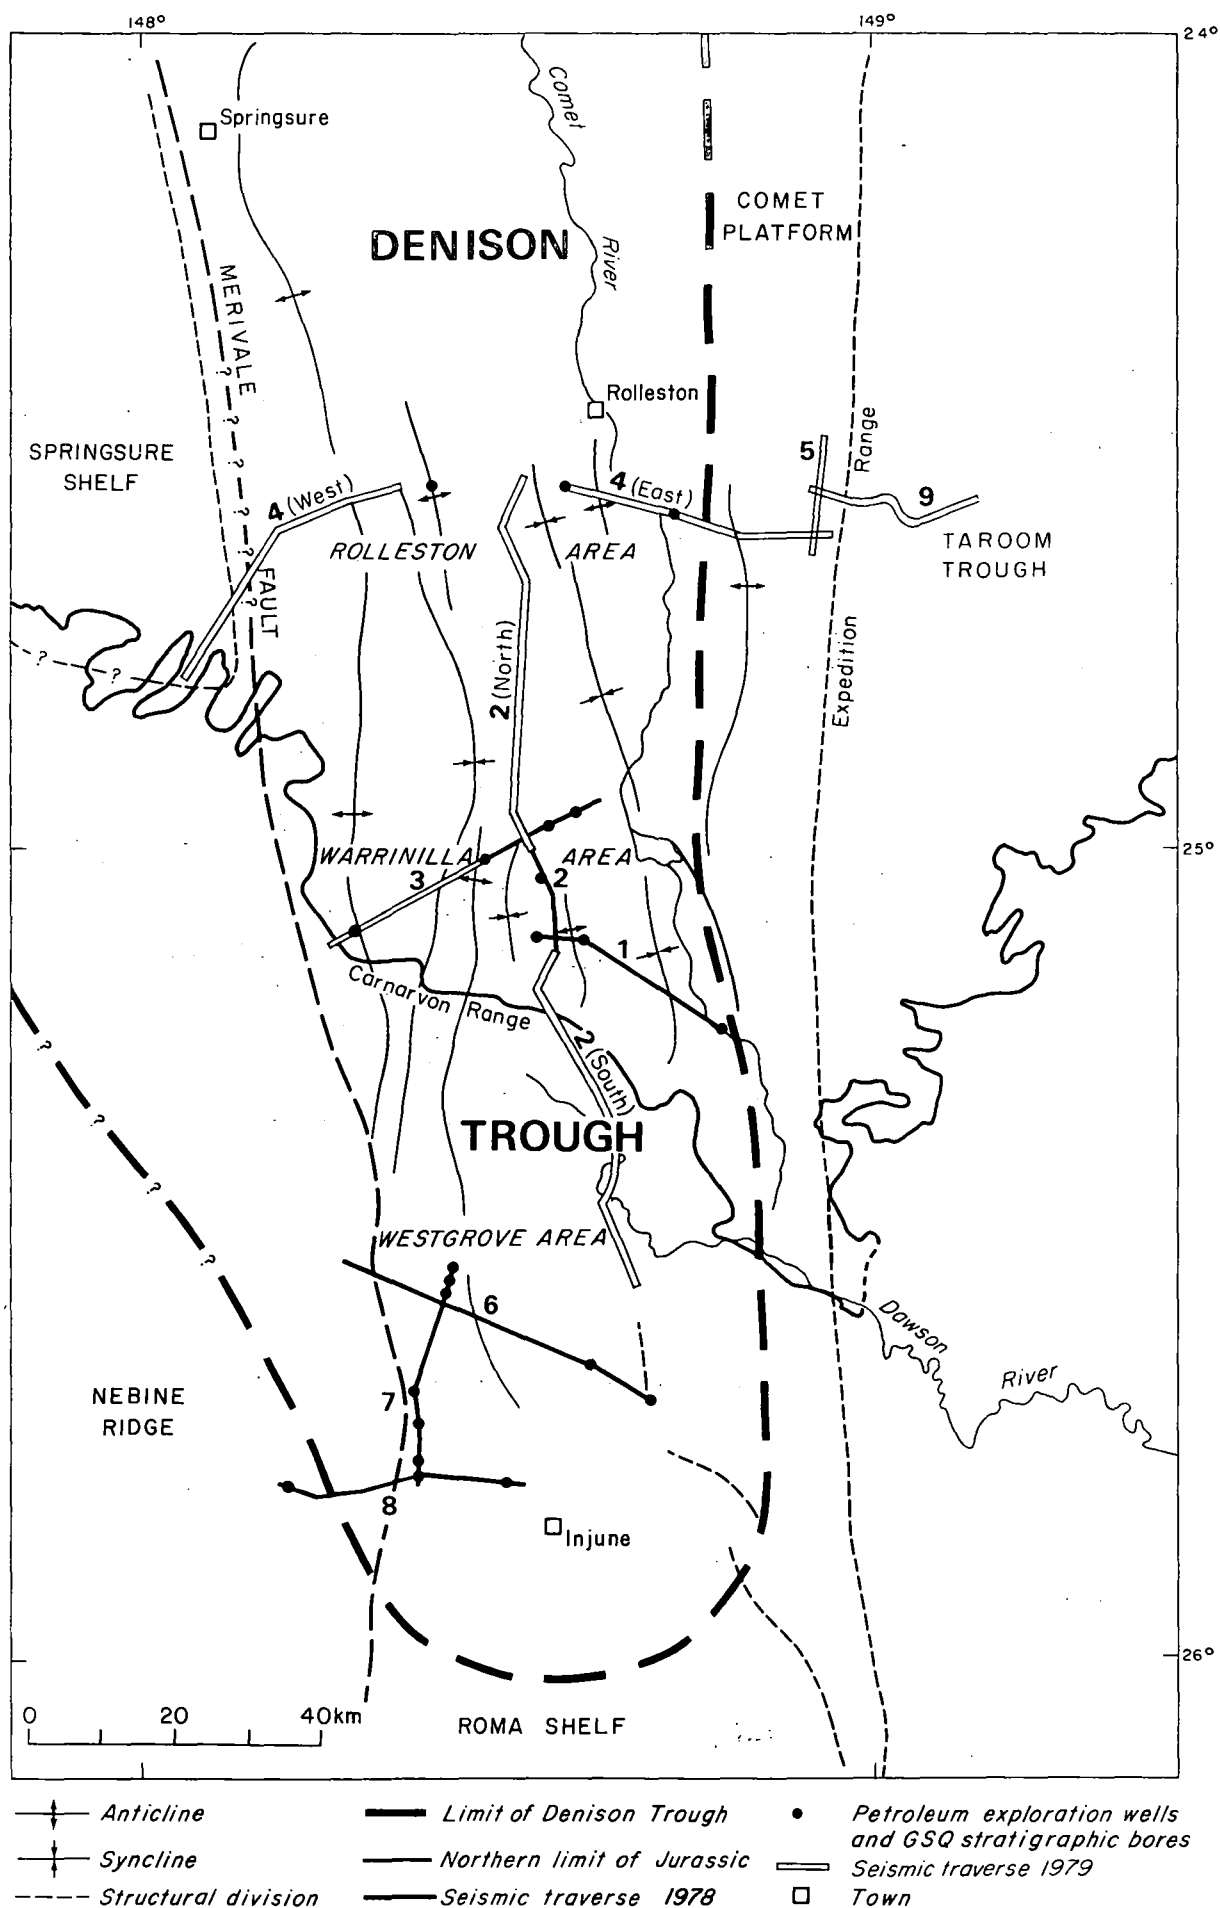 148°
149°
24°
Springsure
Comet
River
COMET
PLATFORM
DENISON
MERIVALE
?
?
?
?
?
?
?
FAULT
Rolleston
SPRINGSURE
SHELF
4 (West)
4 (East)
5
Range
9
ROLLESTON AREA
TAROOM
TROUGH
?
?
2 (North)
Expedition
WARRINILLA AREA
25°
3
2
1
Carnarvon Range
2 (South)
?
?
?
?
TROUGH
WESTGROVE AREA
6
Dawson
River
NEBINE
RIDGE
7
8
Injune
26°
0 20 40km
ROMA SHELF
Anticline
Syncline
Structural division
Limit of Denison Trough
Northern limit of Jurassic
Seismic traverse 1978
Petroleum exploration wells
and GSQ stratigraphic bores
Seismic traverse 1979
Town